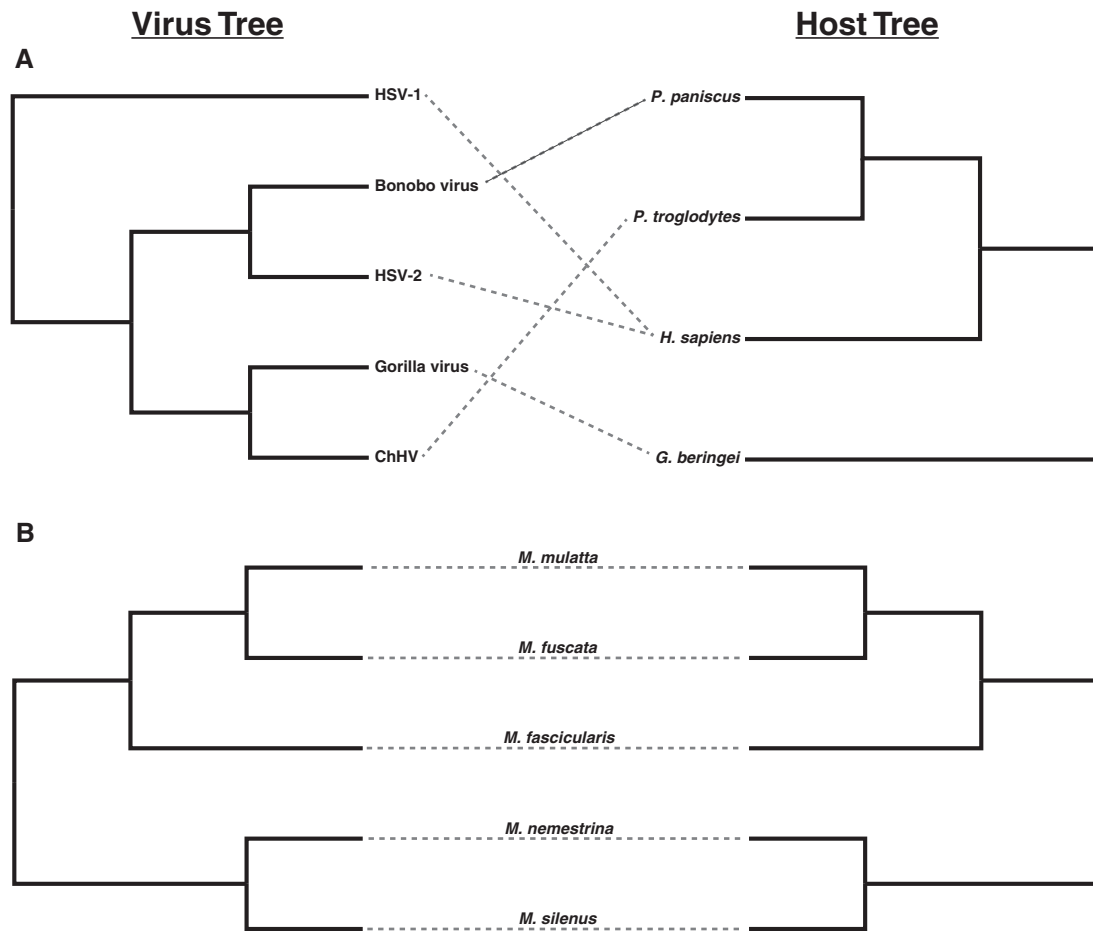 Virus Tree
Host Tree
A
HSV-1
P. paniscus
Bonobo virus
P. troglodytes
HSV-2
H. sapiens
Gorilla virus
ChHV
G. beringei
B
M. mulatta
M. fuscata
M. fascicularis
M. nemestrina
M. silenus